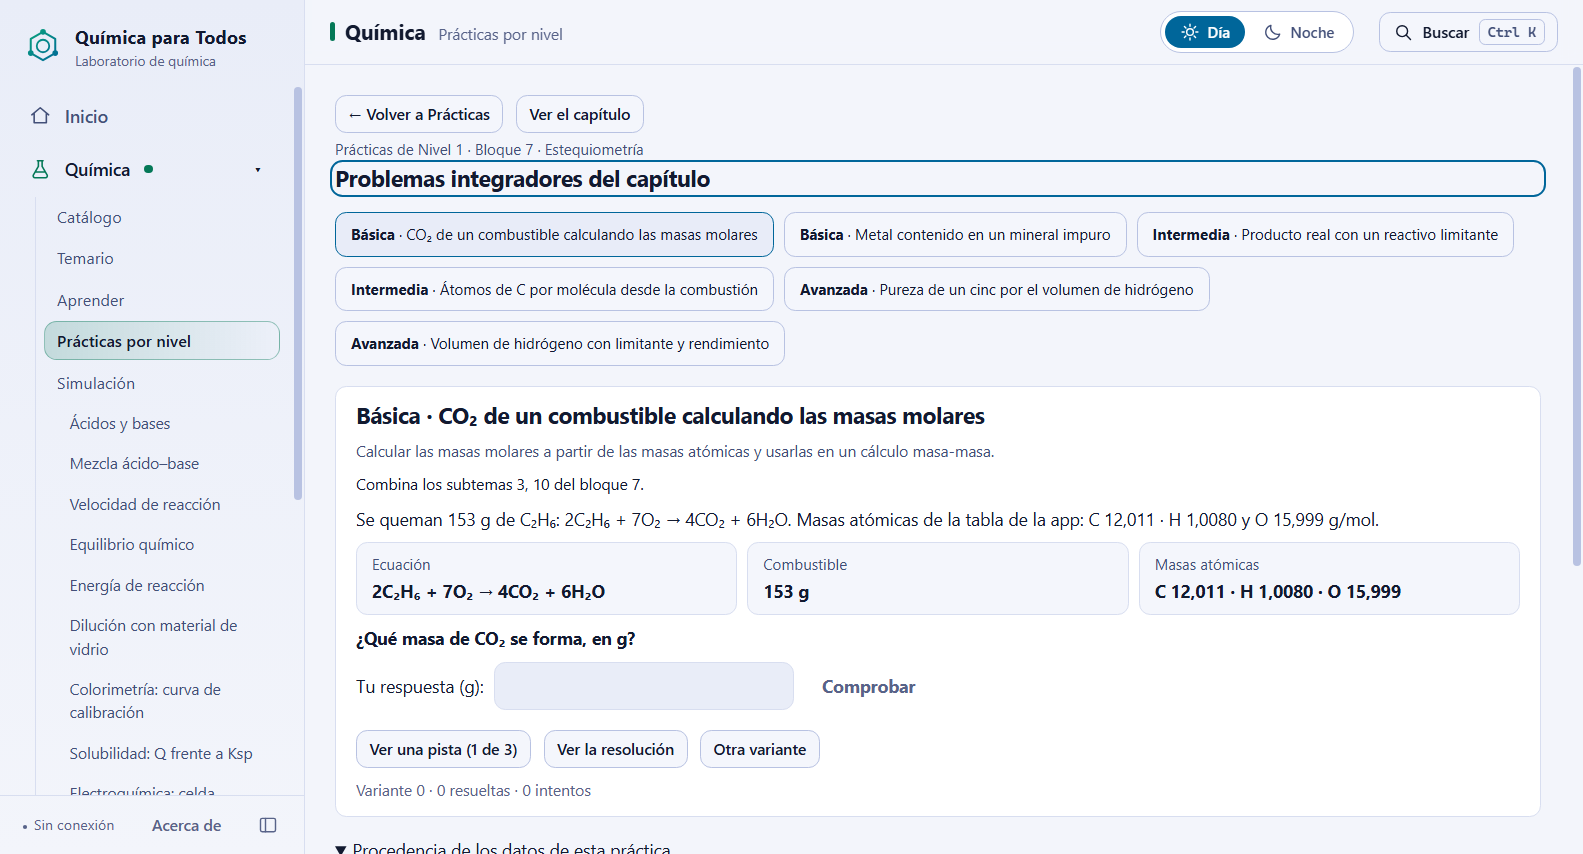 Química para Todos
Laboratorio de química
Inicio
Química
Catálogo
Temario
Aprender
Prácticas por nivel
Simulación
Ácidos y bases
Mezcla ácido–base
Velocidad de reacción
Equilibrio químico
Energía de reacción
Dilución con material de
vidrio
Colorimetría: curva de
calibración
Solubilidad: Q frente a Ksp
Electroquímica: celda
Sin conexión
Acerca de
Química
Prácticas por nivel
Día
Noche
Buscar
Ctrl K
← Volver a Prácticas
Ver el capítulo
Prácticas de Nivel 1 · Bloque 7 · Estequiometría
Problemas integradores del capítulo
Básica · CO₂ de un combustible calculando las masas molares
Básica · Metal contenido en un mineral impuro
Intermedia · Producto real con un reactivo limitante
Intermedia · Átomos de C por molécula desde la combustión
Avanzada · Pureza de un cinc por el volumen de hidrógeno
Avanzada · Volumen de hidrógeno con limitante y rendimiento
Básica · CO₂ de un combustible calculando las masas molares
Calcular las masas molares a partir de las masas atómicas y usarlas en un cálculo masa-masa.
Combina los subtemas 3, 10 del bloque 7.
Se queman 153 g de C₂H₆: 2C₂H₆ + 7O₂ → 4CO₂ + 6H₂O. Masas atómicas de la tabla de la app: C 12,011 · H 1,0080 y O 15,999 g/mol.
Ecuación
2C₂H₆ + 7O₂ → 4CO₂ + 6H₂O
Combustible
153 g
Masas atómicas
C 12,011 · H 1,0080 · O 15,999
¿Qué masa de CO₂ se forma, en g?
Tu respuesta (g):
Comprobar
Ver una pista (1 de 3)
Ver la resolución
Otra variante
Variante 0 · 0 resueltas · 0 intentos
▼ Procedencia de los datos de esta práctica